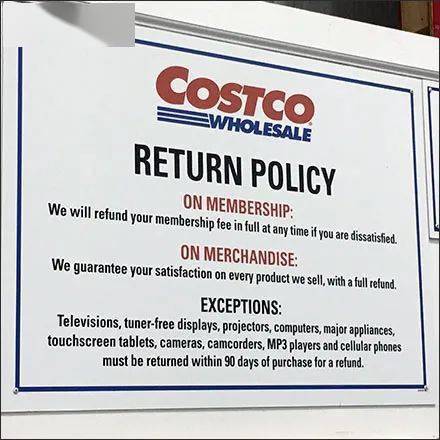 COSTCO
WHOLESALE
RETURN POLICY
ON MEMBERSHIP:
We will refund your membership fee in full at any time if you are dissatisfied.
ON MERCHANDISE:
We guarantee your satisfaction on every product we sell, with a full refund.
EXCEPTIONS:
Televisions, tuner-free displays, projectors, computers, major appliances,
touchscreen tablets, cameras, camcorders, MP3 players and cellular phones
must be returned within 90 days of purchase for a refund.